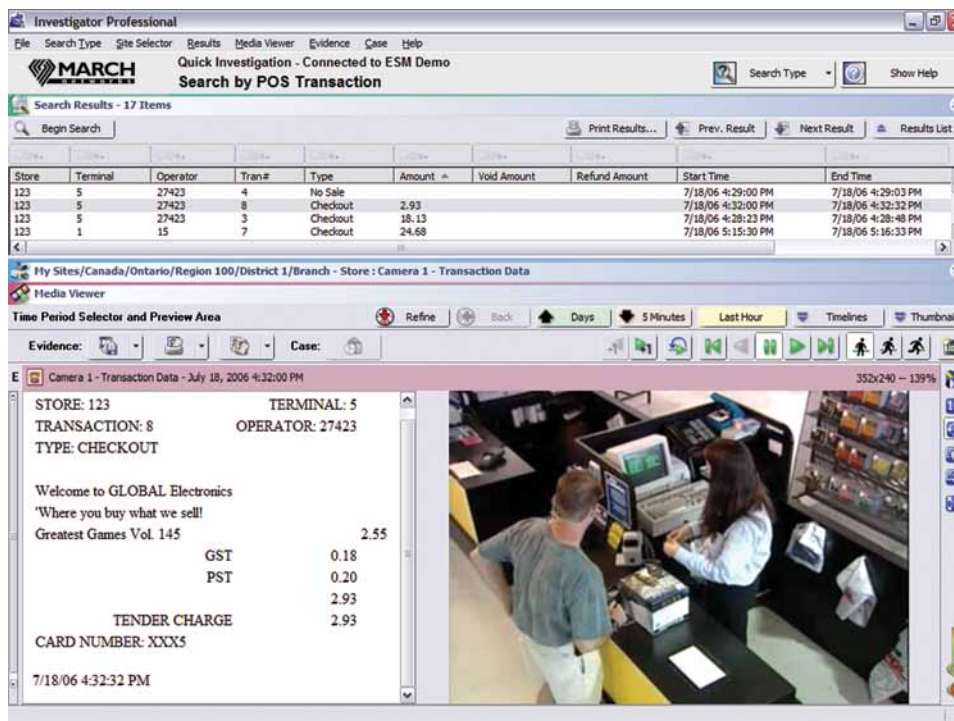 Investigator Professional
File Search Type Site Selector Results Media Viewer Evidence Case Help
MARCH
NETWORKS
Quick Investigation - Connected to ESM Demo
Search by POS Transaction
Search Type Show Help
Search Results - 17 Items
Begin Search Print Results... Prev. Result Next Result Results List
Store Terminal Operator Tran# Type Amount Void Amount Refund Amount Start Time End Time
123 5 27423 4 No Sale 7/18/06 4:29:00 PM 7/18/06 4:29:03 PM
123 5 27423 8 Checkout 2.93 7/18/06 4:32:00 PM 7/18/06 4:32:32 PM
123 5 27423 3 Checkout 18.13 7/18/06 4:28:23 PM 7/18/06 4:28:48 PM
123 1 15 7 Checkout 24.68 7/18/06 5:15:30 PM 7/18/06 5:16:33 PM
My Sites/Canada/Ontario/Region 100/District 1/Branch - Store : Camera 1 - Transaction Data
Media Viewer
Time Period Selector and Preview Area Refine Back Days 5 Minutes Last Hour Timelines Thumbnai
Evidence: Case:
E Camera 1 - Transaction Data - July 18, 2006 4:32:00 PM 352x240 -- 139%
STORE: 123 TERMINAL: 5
TRANSACTION: 8 OPERATOR: 27423
TYPE: CHECKOUT
Welcome to GLOBAL Electronics
'Where you buy what we sell!
Greatest Games Vol. 145 2.55
GST 0.18
PST 0.20
2.93
TENDER CHARGE 2.93
CARD NUMBER: XXX5
7/18/06 4:32:32 PM